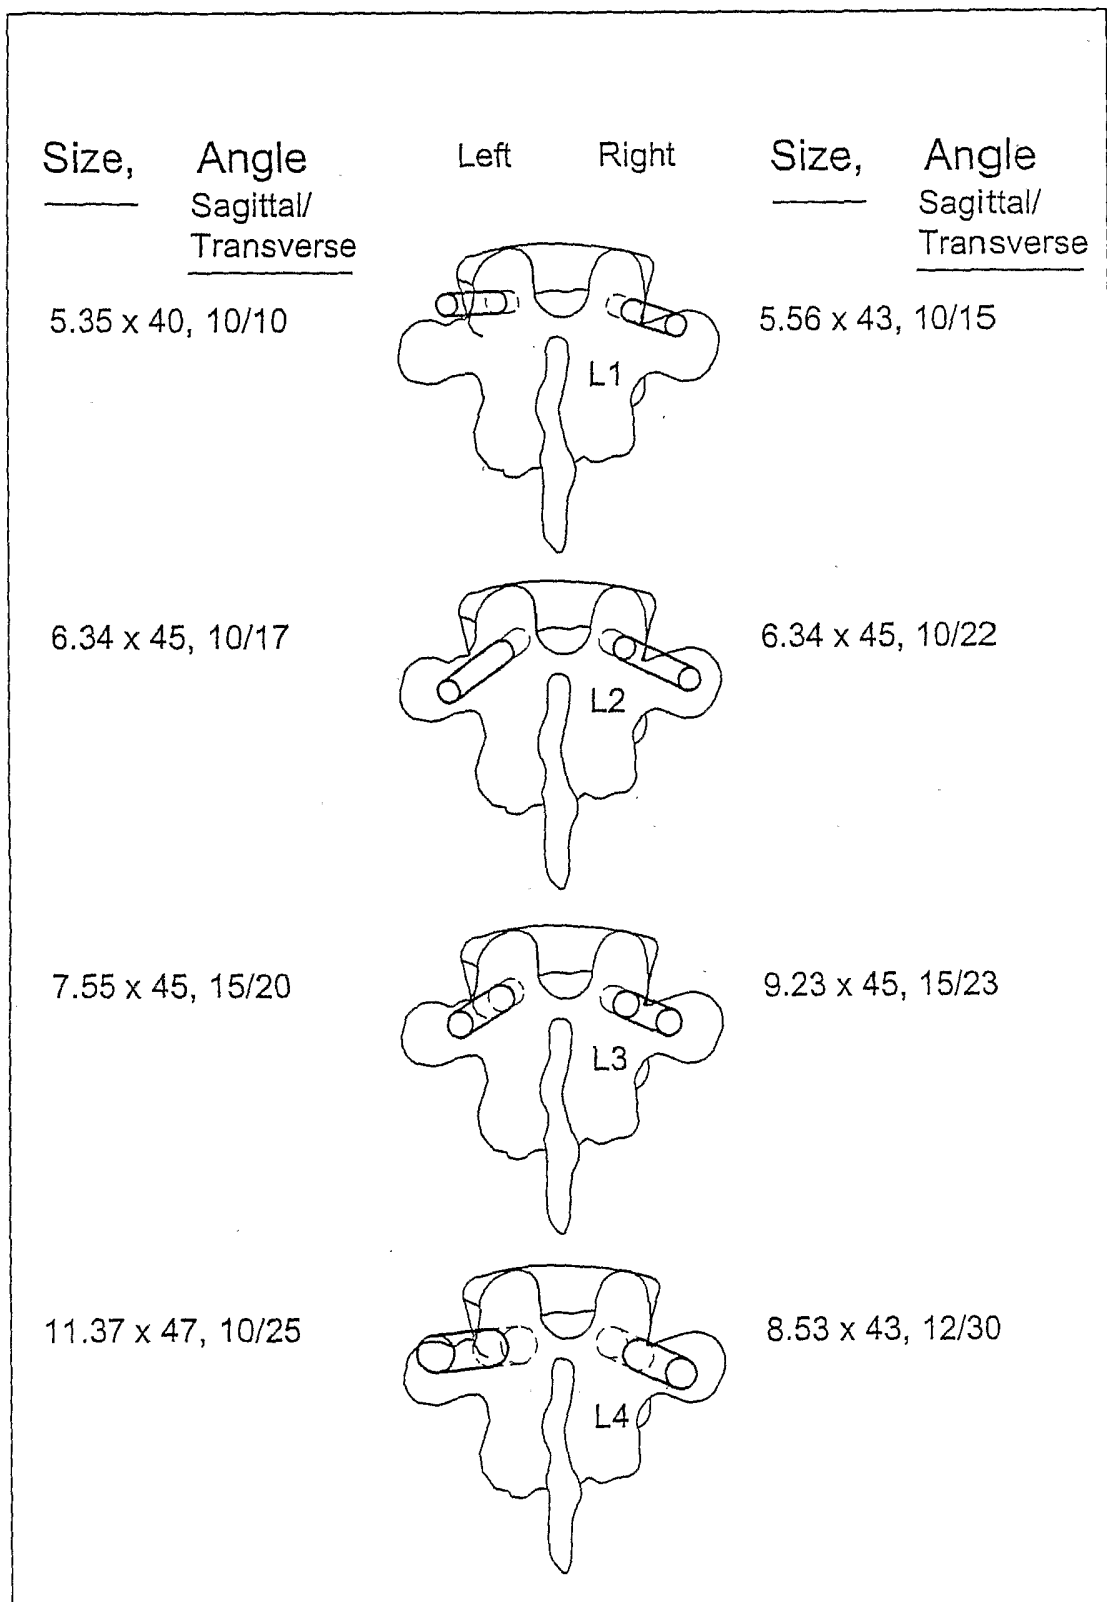 Size, Angle Left Right Size, Angle
Sagittal/ Sagittal/
Transverse Transverse
5.35 x 40, 10/10 5.56 x 43, 10/15
L1
6.34 x 45, 10/17 6.34 x 45, 10/22
L2
7.55 x 45, 15/20 9.23 x 45, 15/23
L3
11.37 x 47, 10/25 8.53 x 43, 12/30
L4